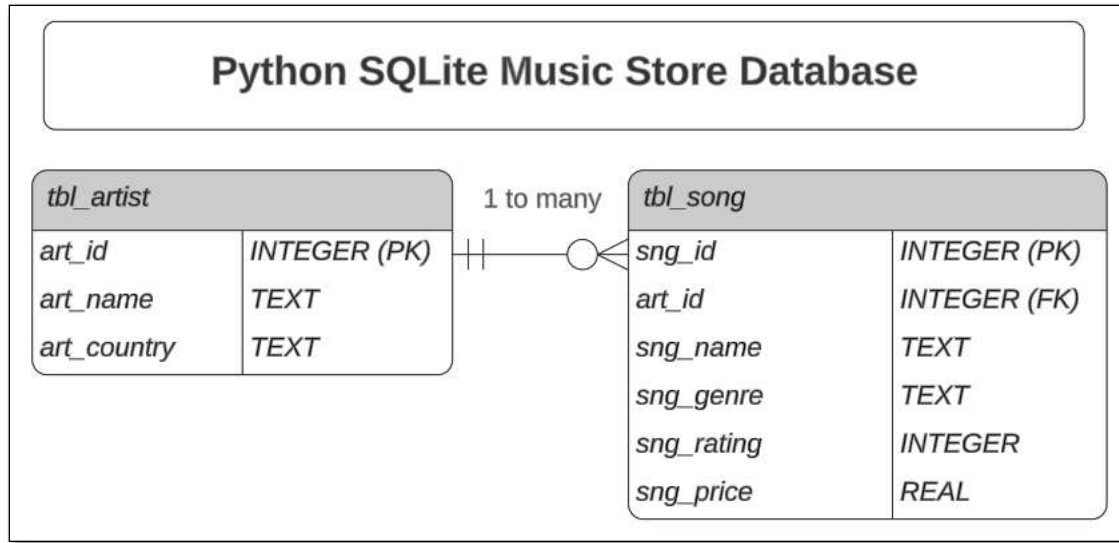 Python SQLite Music Store Database
tbl_artist
art_id INTEGER (PK)
art_name TEXT
art_country TEXT
1 to many
tbl_song
sng_id INTEGER (PK)
art_id INTEGER (FK)
sng_name TEXT
sng_genre TEXT
sng_rating INTEGER
sng_price REAL